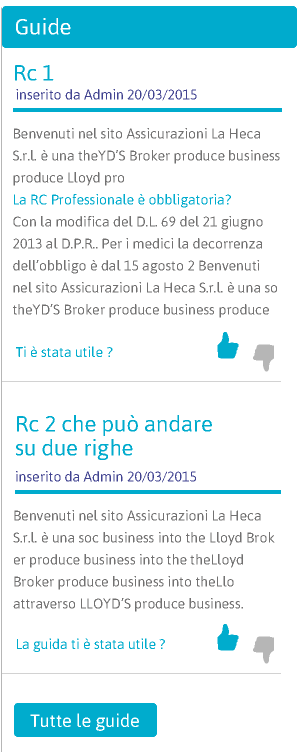 Guide
Rc 1
inserito da Admin 20/03/2015
Benvenuti nel sito Assicurazioni La Heca
S.r.l. è una theYD’S Broker produce business
produce Lloyd pro
La RC Professionale è obbligatoria?
Con la modifica del D.L. 69 del 21 giugno
2013 al D.P.R.. Per i medici la decorrenza
dell’obbligo è dal 15 agosto 2 Benvenuti
nel sito Assicurazioni La Heca S.r.l. è una so
theYD’S Broker produce business produce
Ti è stata utile ?
Rc 2 che può andare
su due righe
inserito da Admin 20/03/2015
Benvenuti nel sito Assicurazioni La Heca
S.r.l. è una soc business into the Lloyd Brok
er produce business into the theLloyd
Broker produce business into theLlo
attraverso LLOYD’S produce business.
La guida ti è stata utile ?
Tutte le guide